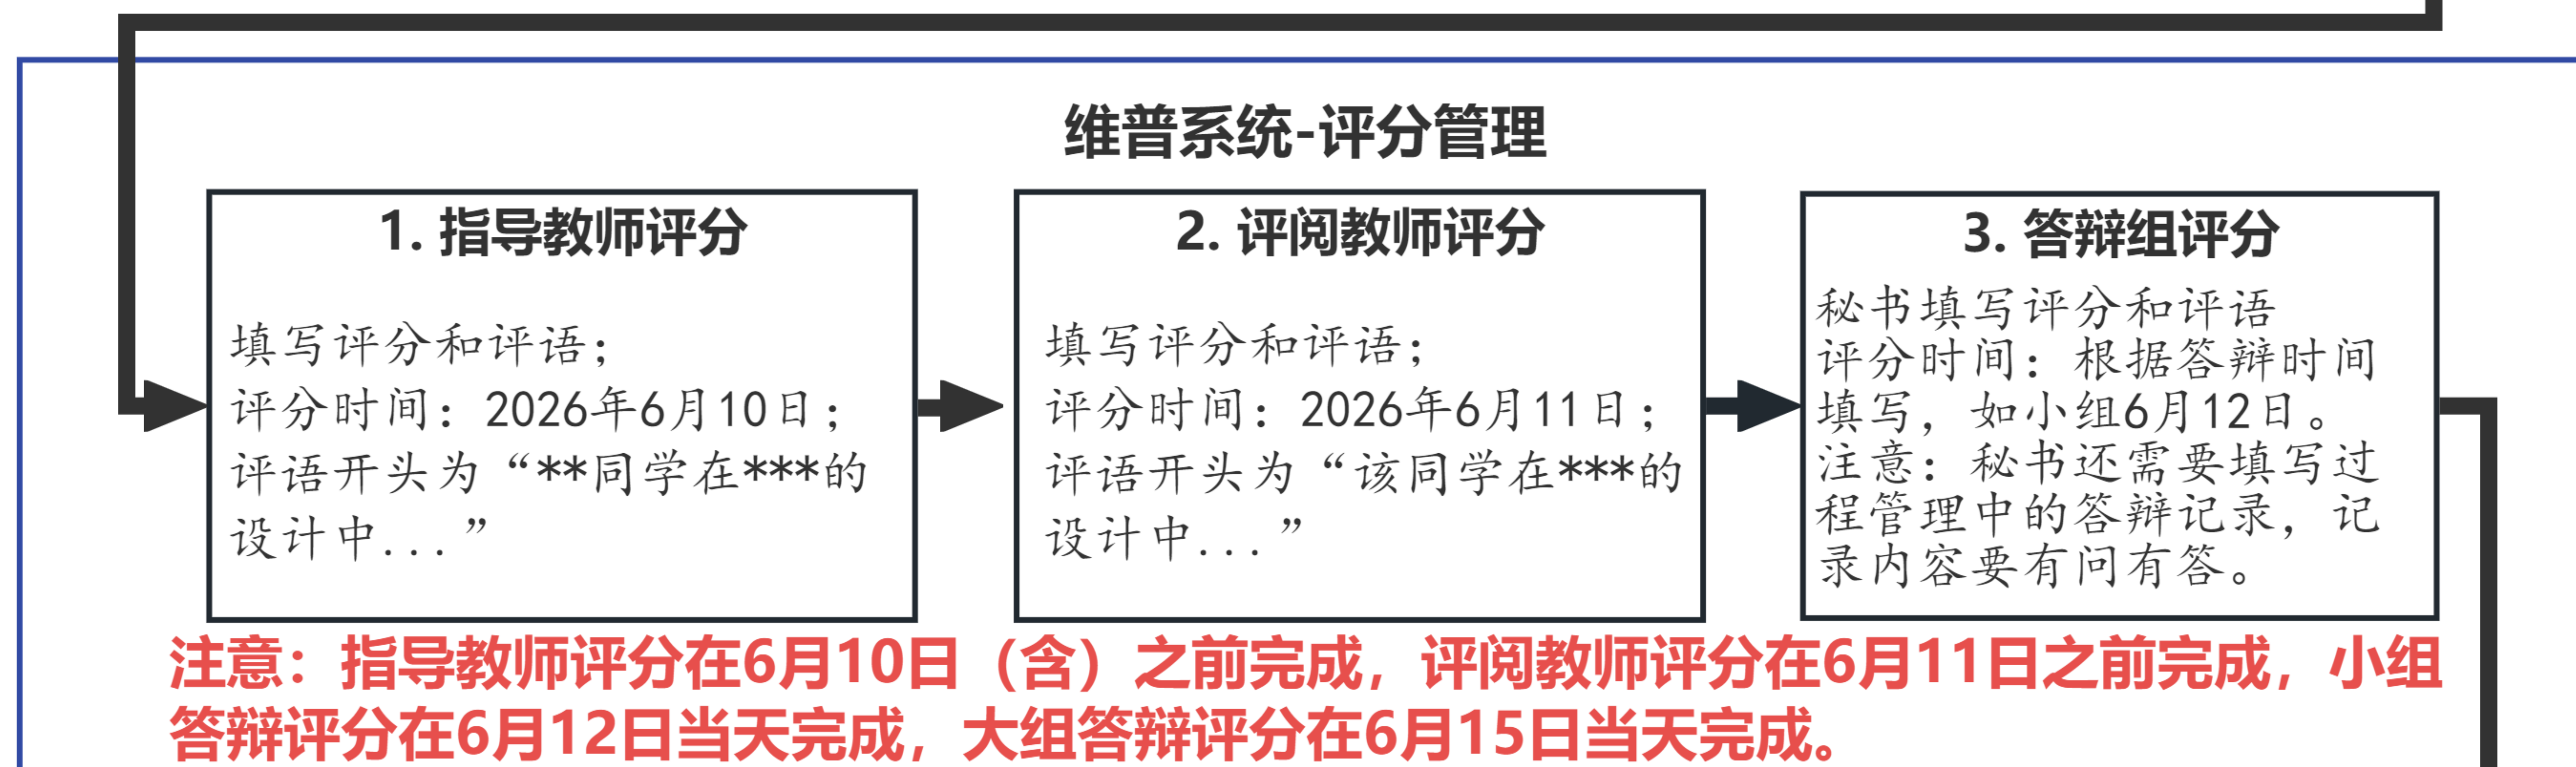 维普系统-评分管理
1. 指导教师评分
填写评分和评语；
评分时间：2026年6月10日；
评语开头为“**同学在***的
设计中...”
2. 评阅教师评分
填写评分和评语；
评分时间：2026年6月11日；
评语开头为“该同学在***的
设计中...”
3. 答辩组评分
秘书填写评分和评语
评分时间：根据答辩时间
填写，如小组6月12日。
注意：秘书还需要填写过
程管理中的答辩记录，记
录内容要有问有答。
注意：指导教师评分在6月10日（含）之前完成，评阅教师评分在6月11日之前完成，小组
答辩评分在6月12日当天完成，大组答辩评分在6月15日当天完成。